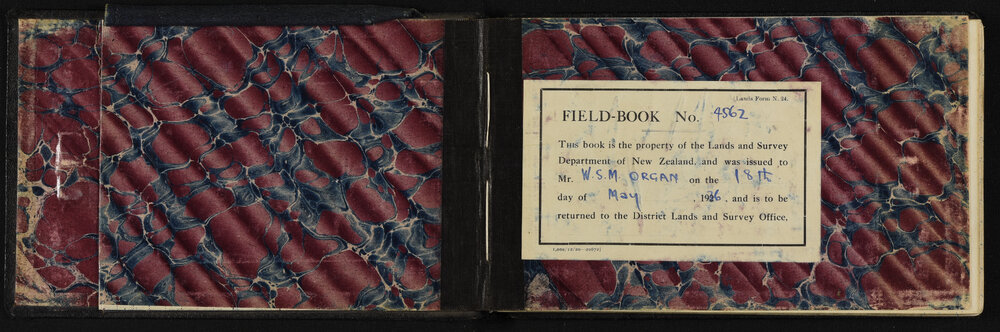 [Lands Form N. 24.
FIELD-BOOK No. 4562
THIS book is the property of the Lands and Survey
Department of New Zealand, and was issued to
Mr. W.S.M. ORGAN on the 18th
day of May 1936, and is to be
returned to the District Lands and Survey Office.